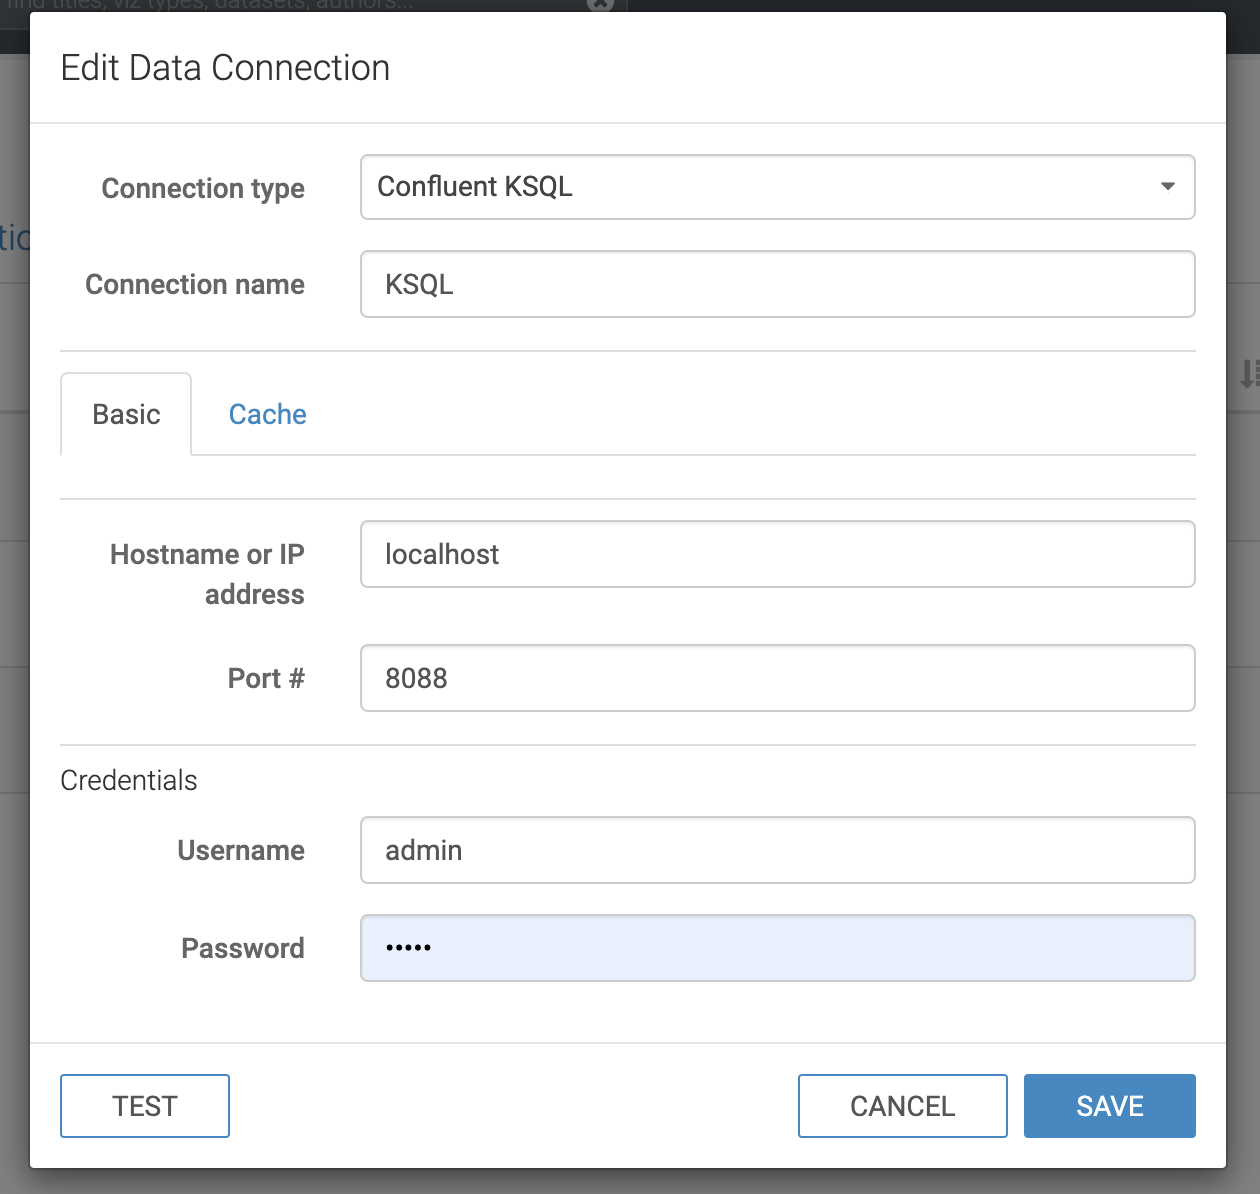 find titles, viz types, datasets, authors...
Edit Data Connection
Connection type
Confluent KSQL
Connection name
KSQL
Basic
Cache
Hostname or IP
address
localhost
Port #
8088
Credentials
Username
admin
Password
•••••
TEST
CANCEL
SAVE